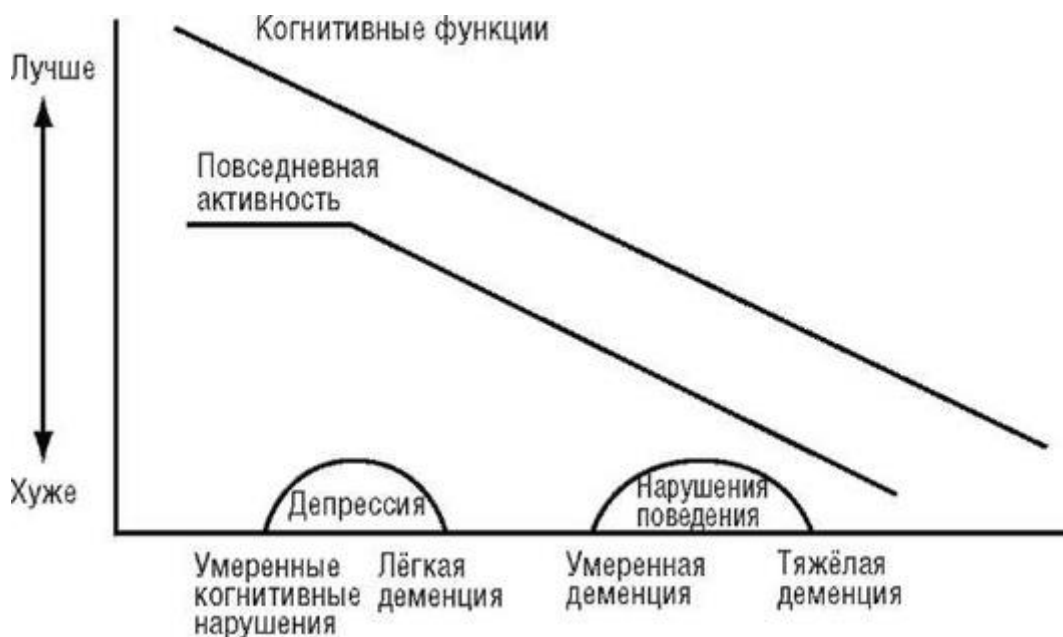 Когнитивные функции
Лучше
Повседневная
активность
Хуже
Депрессия
Нарушения
поведения
Умеренные
когнитивные
нарушения
Лёгкая
деменция
Умеренная
деменция
Тяжёлая
деменция